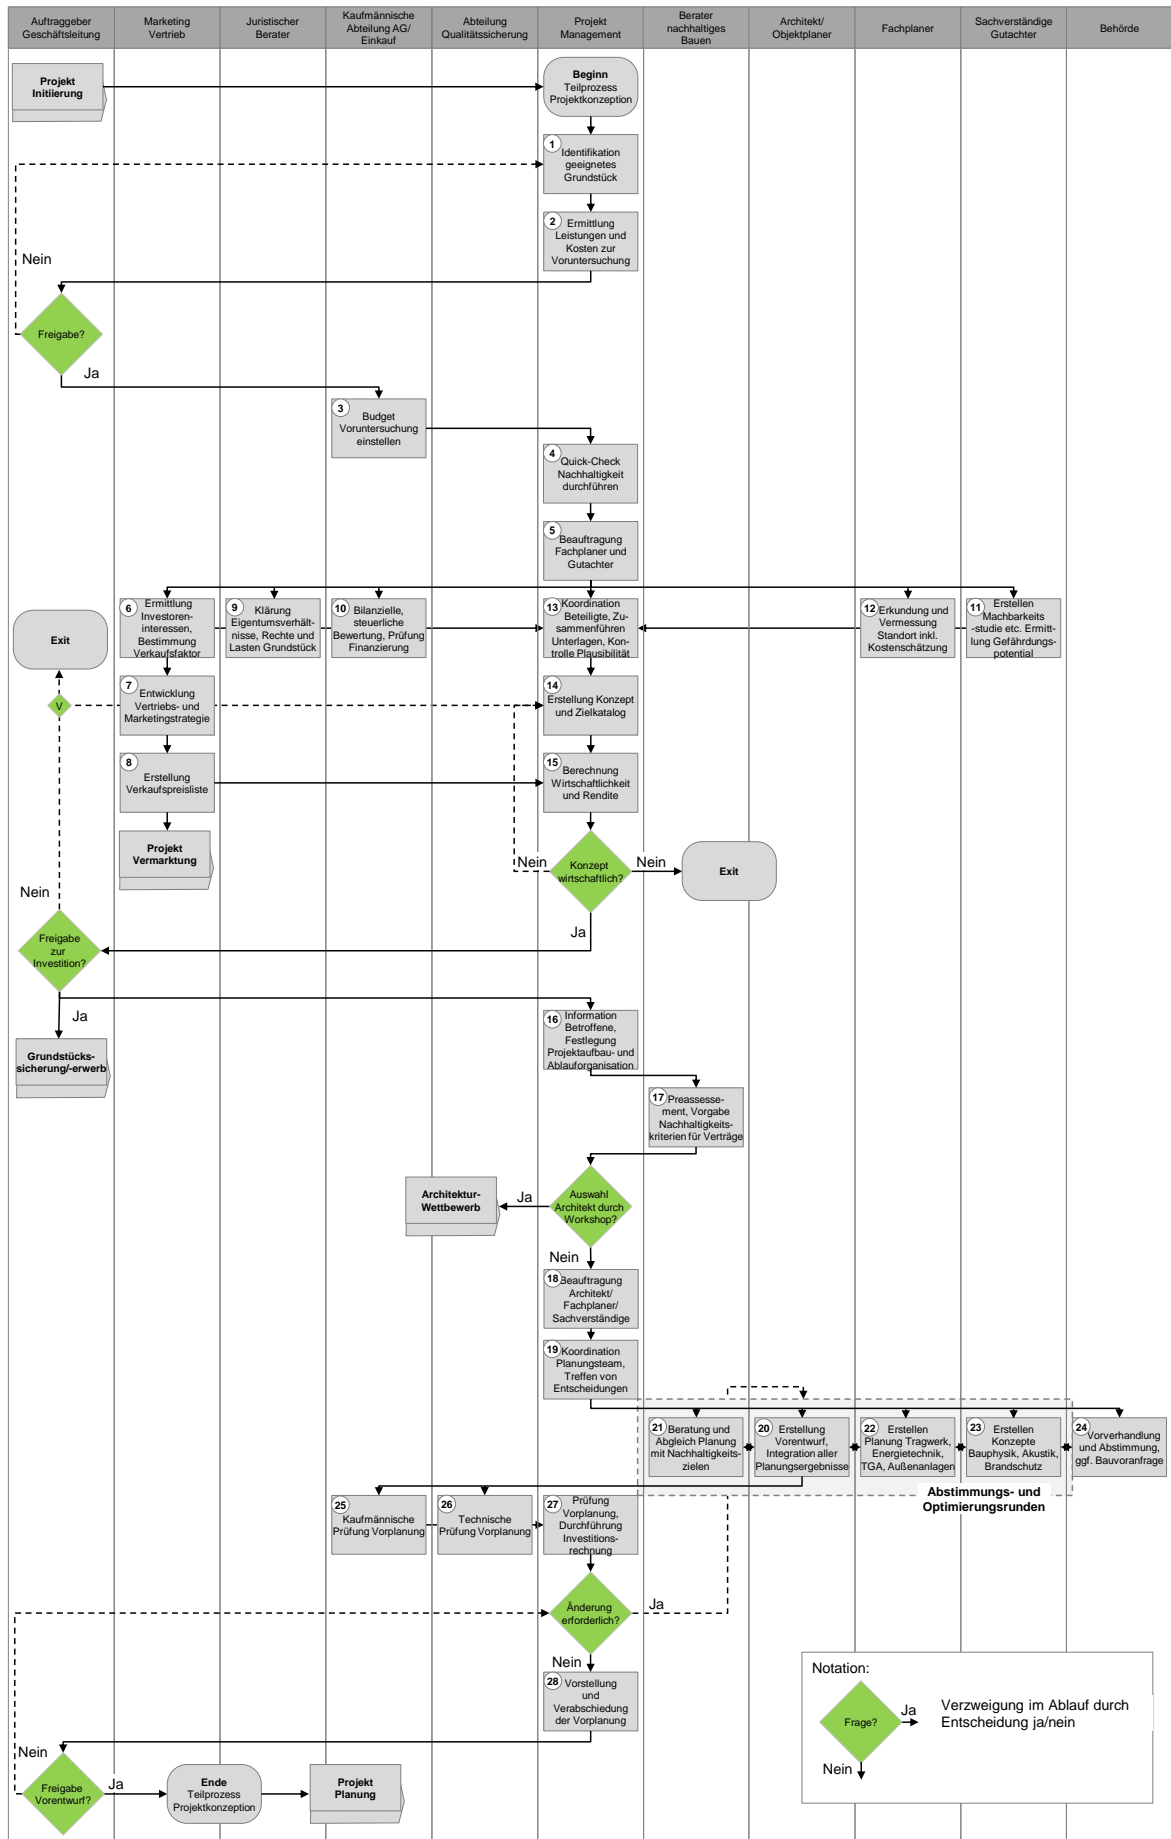 Auftraggeber
Geschäftsleitung
Marketing
Vertrieb
Juristischer
Berater
Kaufmännische
Abteilung AG/
Einkauf
Abteilung
Qualitätssicherung
Projekt
Management
Berater
nachhaltiges
Bauen
Architekt/
Objektplaner
Fachplaner
Sachverständige
Gutachter
Behörde
Projekt
Initiierung
Beginn
Teilprozess
Projektkonzeption
1
Identifikation
geeignetes
Grundstück
2
Ermittlung
Leistungen und
Kosten zur
Voruntersuchung
Nein
Freigabe?
Ja
3
Budget
Voruntersuchung
einstellen
4
Quick-Check
Nachhaltigkeit
durchführen
5
Beauftragung
Fachplaner und
Gutachter
Exit
6
Ermittlung
Investoren-
interessen,
Bestimmung
Verkaufsfaktor
9
Klärung
Eigentumsverhält-
nisse, Rechte und
Lasten Grundstück
10
Bilanzielle,
steuerliche
Bewertung, Prüfung
Finanzierung
13
Koordination
Beteiligte, Zu-
sammenführen
Unterlagen, Kon-
trolle Plausibilität
12
Erkundung und
Vermessung
Standort inkl.
Kostenschätzung
11
Erstellen
Machbarkeits
-studie etc. Ermitt-
lung Gefährdungs-
potential
V
7
Entwicklung
Vertriebs- und
Marketingstrategie
14
Erstellung Konzept
und Zielkatalog
8
Erstellung
Verkaufspreisliste
15
Berechnung
Wirtschaftlichkeit
und Rendite
Projekt
Vermarktung
Nein
Konzept
wirtschaftlich?
Nein
Exit
Nein
Ja
Freigabe
zur
Investition?
Ja
16
Information
Betroffene,
Festlegung
Projektaufbau- und
Ablauforganisation
Grundstücks-
sicherung/-erwerb
17
Preassesse-
ment, Vorgabe
Nachhaltigkeits-
kriterien für Verträge
Architektur-
Wettbewerb
Ja
Auswahl
Architekt durch
Workshop?
Nein
18
Beauftragung
Architekt/
Fachplaner/
Sachverständige
19
Koordination
Planungsteam,
Treffen von
Entscheidungen
21
Beratung und
Abgleich Planung
mit Nachhaltigkeits-
zielen
20
Erstellung
Vorentwurf,
Integration aller
Planungsergebnisse
22
Erstellen
Planung Tragwerk,
Energietechnik,
TGA, Außenanlagen
23
Erstellen
Konzepte
Bauphysik, Akustik,
Brandschutz
24
Vorverhandlung
und Abstimmung,
ggf. Bauvoranfrage
Abstimmungs- und
Optimierungsrunden
25
Kaufmännische
Prüfung Vorplanung
26
Technische
Prüfung Vorplanung
27
Prüfung
Vorplanung,
Durchführung
Investitions-
rechnung
Änderung
erforderlich?
Ja
Nein
28
Vorstellung
und
Verabschiedung
der Vorplanung
Nein
Freigabe
Vorentwurf?
Ja
Ende
Teilprozess
Projektkonzeption
Projekt
Planung
Notation:
Frage?
Ja
Nein
Verzweigung im Ablauf durch
Entscheidung ja/nein